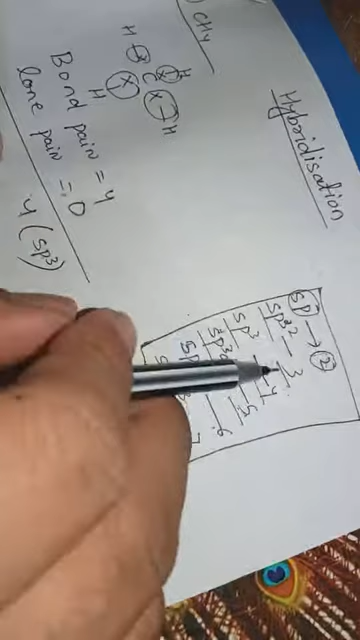 Hybridisation
) CH4
H
H
C
H
H
Bond pair = 4
lone pair = 0
4 (sp³)
sp → 2
sp² - 3
sp³ - 4
sp³d - 5
sp - 6
7